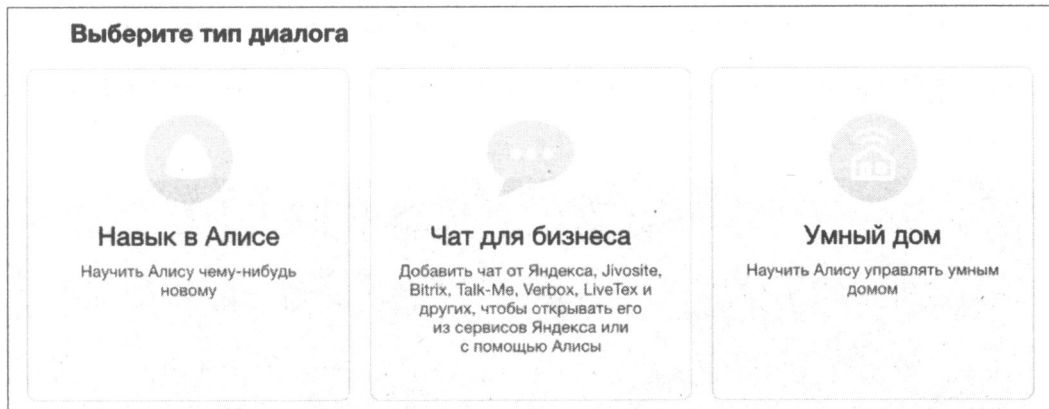 Выберите тип диалога
Навык в Алисе
Научить Алису чему-нибудь
новому
Чат для бизнеса
Добавить чат от Яндекса, Jivosite,
Bitrix, Talk-Me, Verbox, LiveTex и
других, чтобы открывать его
из сервисов Яндекса или
с помощью Алисы
Умный дом
Научить Алису управлять умным
домом